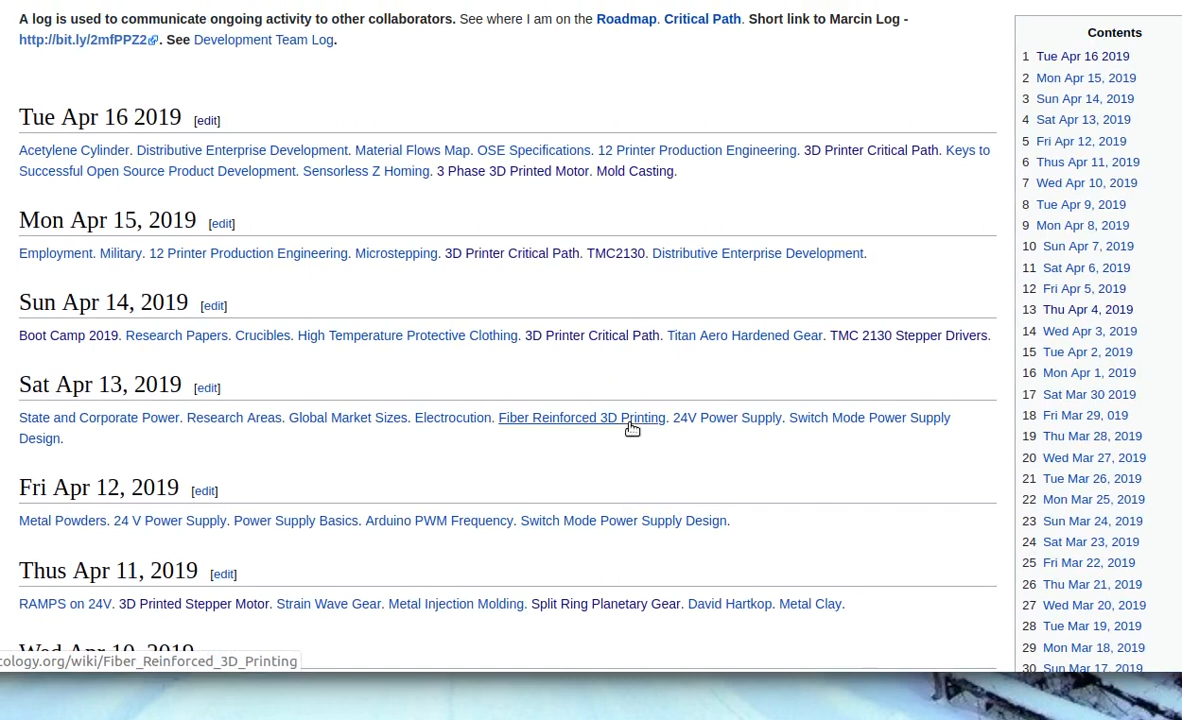 A log is used to communicate ongoing activity to other collaborators. See where I am on the Roadmap. Critical Path. Short link to Marcin Log -
http://bit.ly/2mfPPZ2. See Development Team Log.
Tue Apr 16 2019 [edit]
Acetylene Cylinder. Distributive Enterprise Development. Material Flows Map. OSE Specifications. 12 Printer Production Engineering. 3D Printer Critical Path. Keys to
Successful Open Source Product Development. Sensorless Z Homing. 3 Phase 3D Printed Motor. Mold Casting.
Mon Apr 15, 2019 [edit]
Employment. Military. 12 Printer Production Engineering. Microstepping. 3D Printer Critical Path. TMC2130. Distributive Enterprise Development.
Sun Apr 14, 2019 [edit]
Boot Camp 2019. Research Papers. Crucibles. High Temperature Protective Clothing. 3D Printer Critical Path. Titan Aero Hardened Gear. TMC 2130 Stepper Drivers.
Sat Apr 13, 2019 [edit]
State and Corporate Power. Research Areas. Global Market Sizes. Electrocution. Fiber Reinforced 3D Printing. 24V Power Supply. Switch Mode Power Supply
Design.
Fri Apr 12, 2019 [edit]
Metal Powders. 24 V Power Supply. Power Supply Basics. Arduino PWM Frequency. Switch Mode Power Supply Design.
Thus Apr 11, 2019 [edit]
RAMPS on 24V. 3D Printed Stepper Motor. Strain Wave Gear. Metal Injection Molding. Split Ring Planetary Gear. David Hartkop. Metal Clay.
Wed Apr 10, 2019
cology.org/wiki/Fiber_Reinforced_3D_Printing
Contents
1 Tue Apr 16 2019
2 Mon Apr 15, 2019
3 Sun Apr 14, 2019
4 Sat Apr 13, 2019
5 Fri Apr 12, 2019
6 Thus Apr 11, 2019
7 Wed Apr 10, 2019
8 Tue Apr 9, 2019
9 Mon Apr 8, 2019
10 Sun Apr 7, 2019
11 Sat Apr 6, 2019
12 Fri Apr 5, 2019
13 Thu Apr 4, 2019
14 Wed Apr 3, 2019
15 Tue Apr 2, 2019
16 Mon Apr 1, 2019
17 Sat Mar 30 2019
18 Fri Mar 29, 019
19 Thu Mar 28, 2019
20 Wed Mar 27, 2019
21 Tue Mar 26, 2019
22 Mon Mar 25, 2019
23 Sun Mar 24, 2019
24 Sat Mar 23, 2019
25 Fri Mar 22, 2019
26 Thu Mar 21, 2019
27 Wed Mar 20, 2019
28 Tue Mar 19, 2019
29 Mon Mar 18, 2019
30 Sun Mar 17, 2019